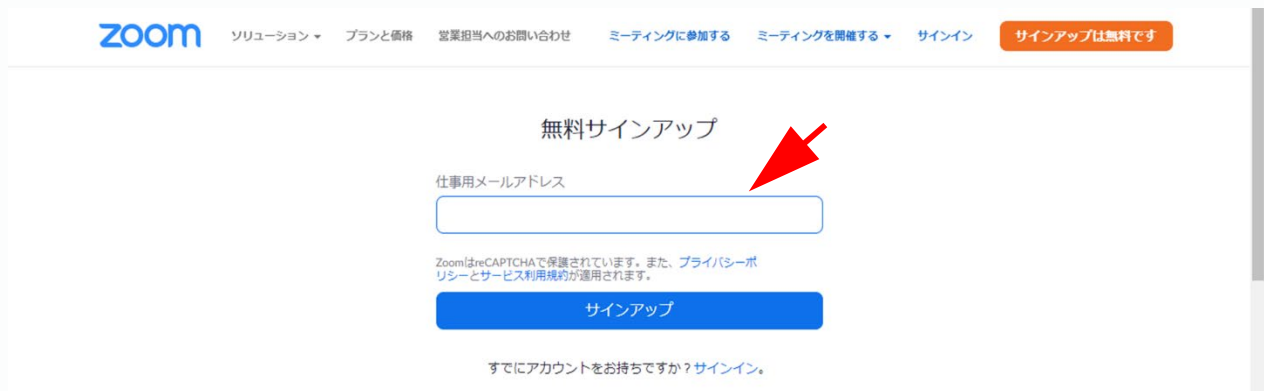 zoom ソリューション プランと価格 営業担当へのお問い合わせ ミーティングに参加する ミーティングを開催する サインイン サインアップは無料です
無料サインアップ
仕事用メールアドレス
ZoomはreCAPTCHAで保護されています。また、プライバシーポ
リシーとサービス利用規約が適用されます。
サインアップ
すでにアカウントをお持ちですか？サインイン。